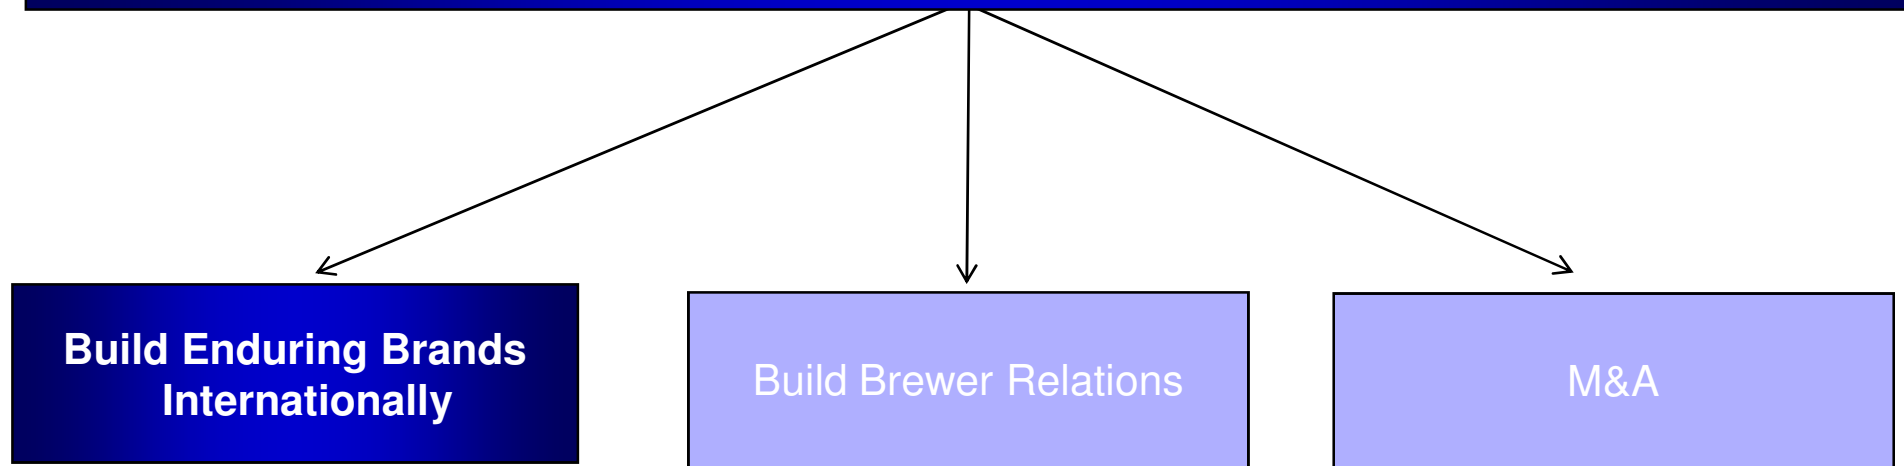 Build Enduring Brands
Internationally
Build Brewer Relations
M&A